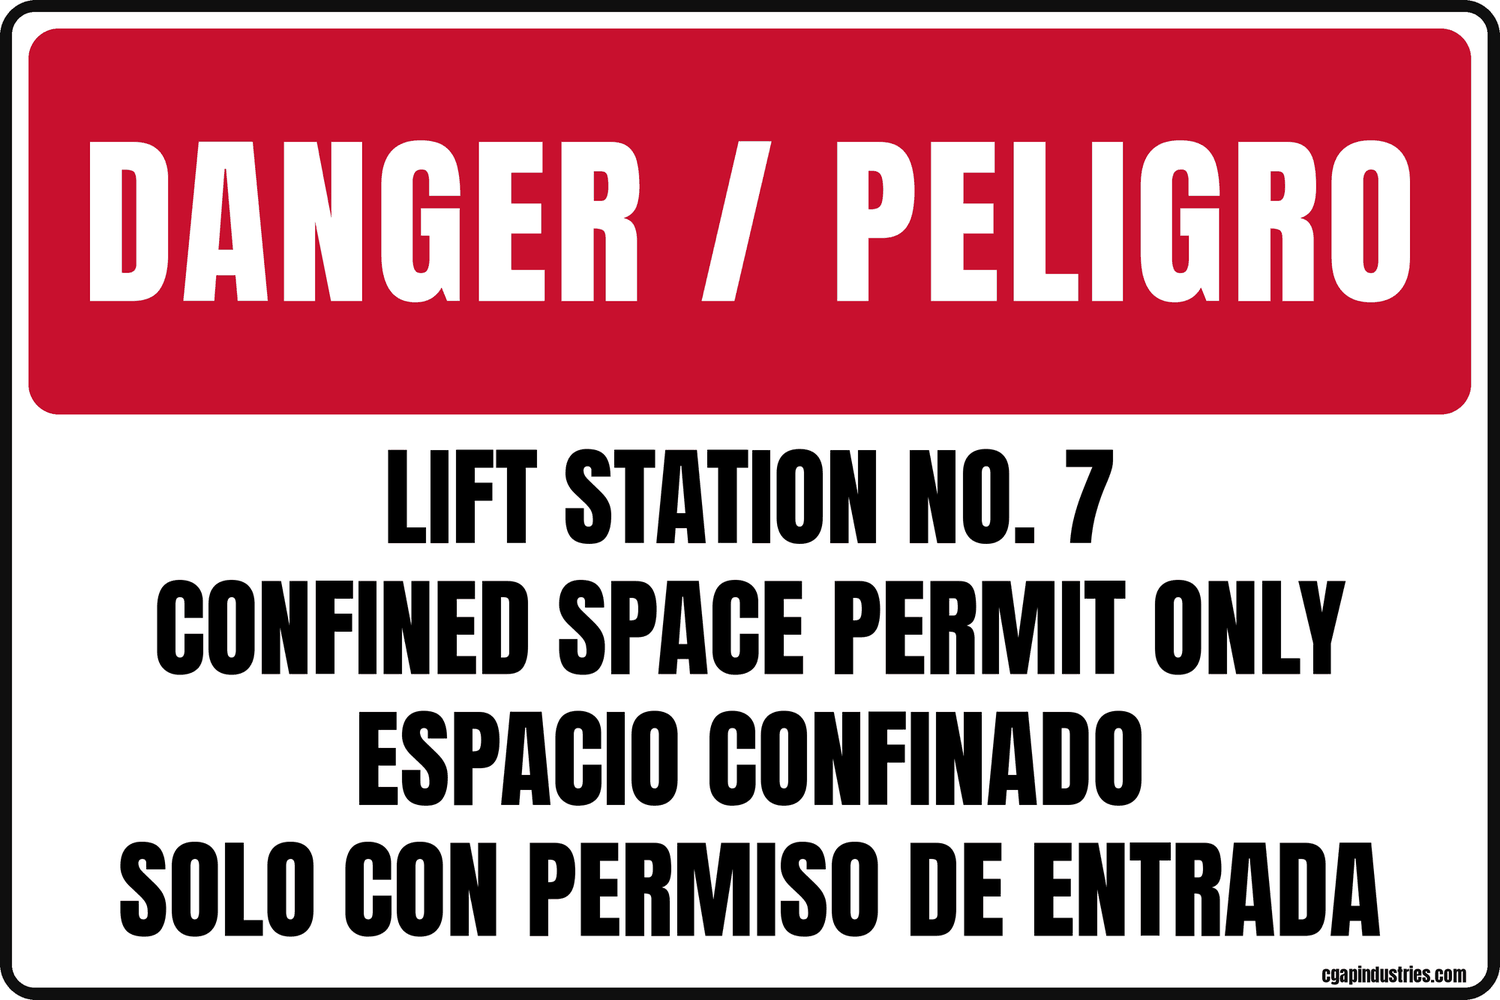 DANGER / PELIGRO
LIFT STATION NO. 7
CONFINED SPACE PERMIT ONLY
ESPACIO CONFINADO
SOLO CON PERMISO DE ENTRADA
cgapindustries.com